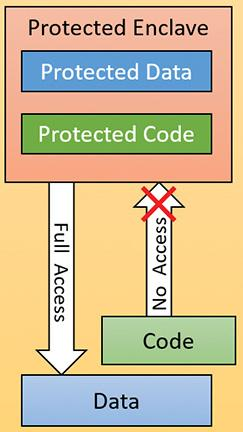 Protected Enclave
Protected Data
Protected Code
Full Access
No Access
Code
Data